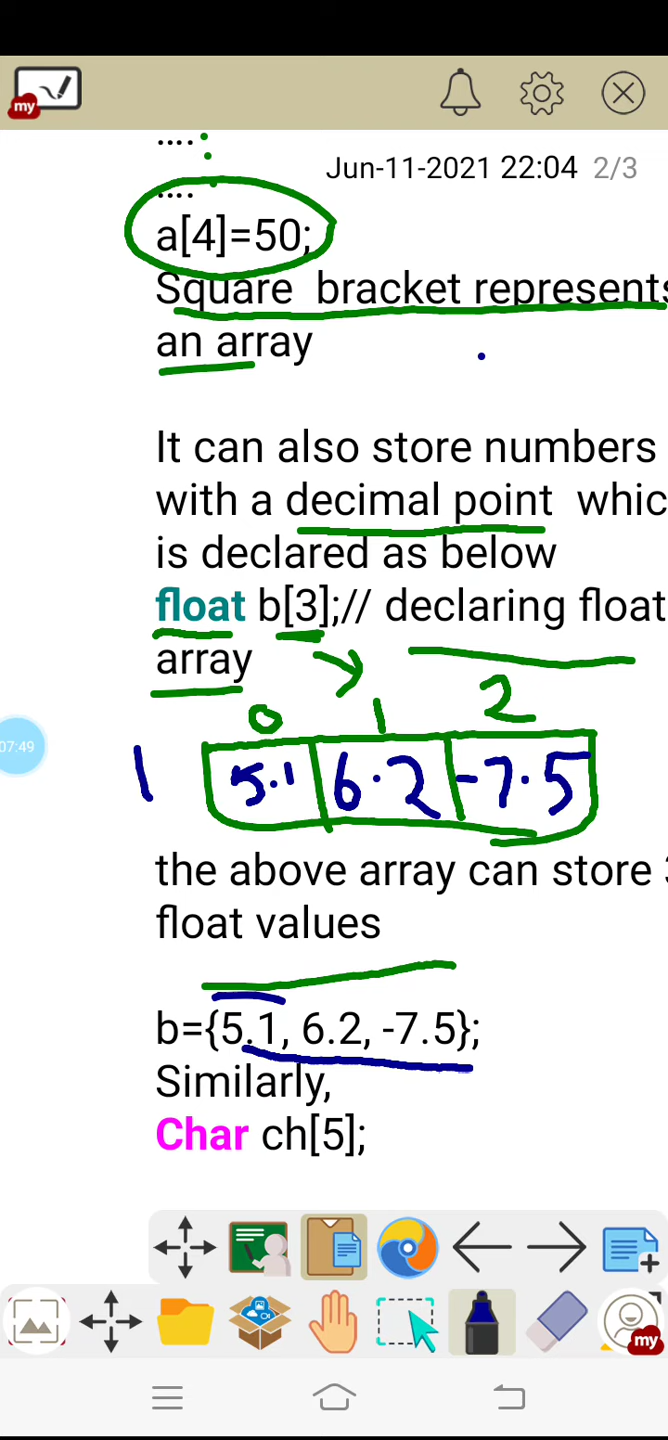 my
....
Jun-11-2021 22:04 2/3
....
a[4]=50;
Square bracket represents
an array
It can also store numbers
with a decimal point whic
is declared as below
float b[3];// declaring float
array
0 1 2
07:49
1 5.1 6.2 -7.5
the above array can store 3
float values
b={5.1, 6.2, -7.5};
Similarly,
Char ch[5];
my